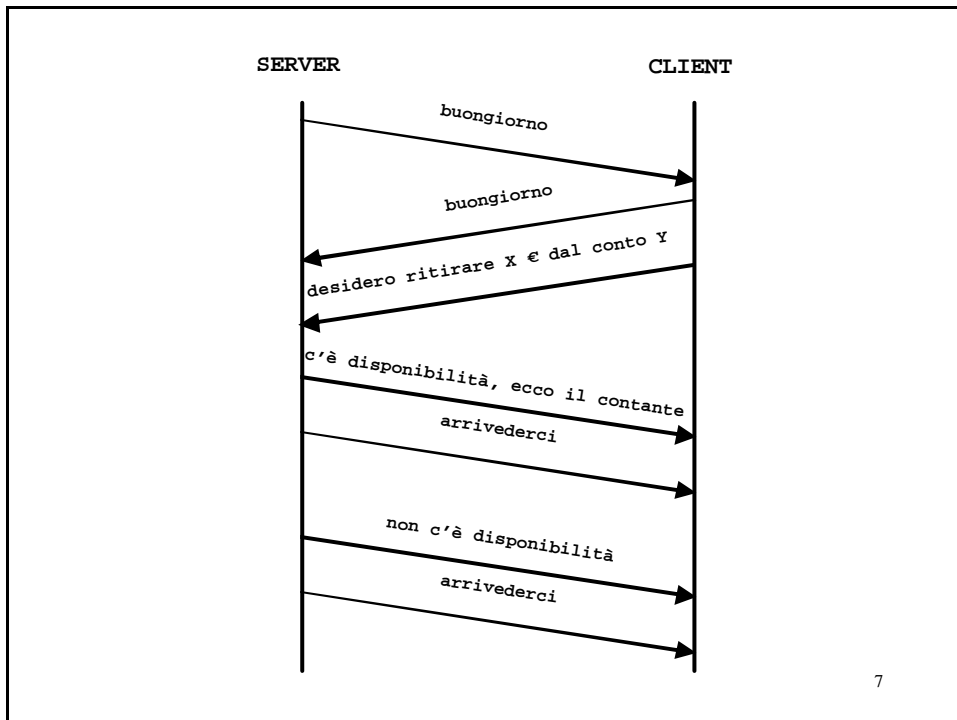 SERVER
CLIENT
buongiorno
buongiorno
desidero ritirare X € dal conto Y
c'è disponibilità, ecco il contante
arrivederci
non c'è disponibilità
arrivederci
7